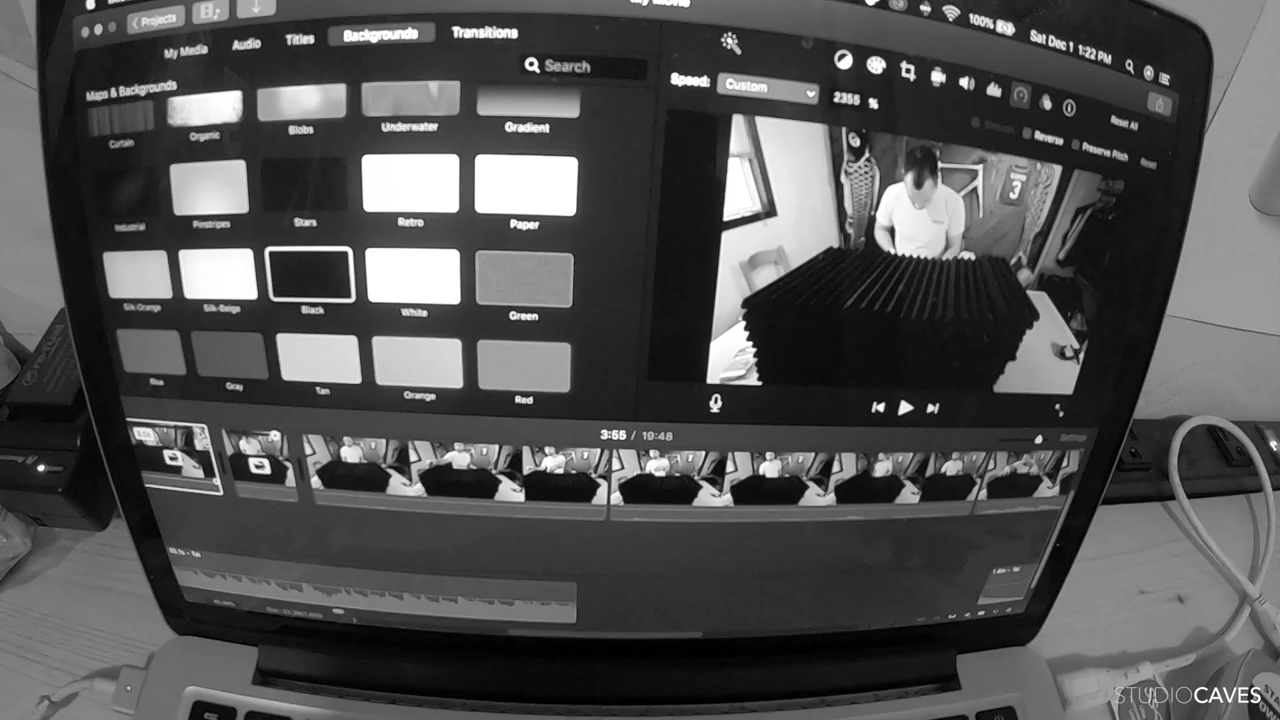 Projects
100%
Sat Dec 1 1:22 PM
My Media
Audio
Titles
Backgrounds
Transitions
Search
Maps & Backgrounds
Speed:
Custom
2355 %
Reset All
Smooth
Reverse
Preserve Pitch
Reset
Curtain
Organic
Blobs
Underwater
Gradient
Industrial
Pinstripes
Stars
Retro
Paper
Silk-Orange
Silk-Beige
Black
White
Green
Blue
Gray
Tan
Orange
Red
3
3:55 / 19:48
Settings
STUDIOCAVES